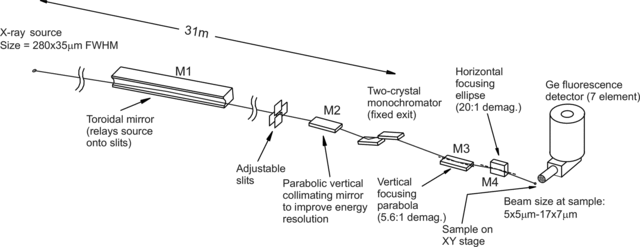 X-ray source
Size = 280x35µm FWHM
31m
M1
Toroidal mirror
(relays source
onto slits)
Adjustable
slits
M2
Parabolic vertical
collimating mirror
to improve energy
resolution
Two-crystal
monochromator
(fixed exit)
M3
Vertical
focusing
parabola
(5.6:1 demag.)
Horizontal
focusing
ellipse
(20:1 demag.)
M4
Sample on
XY stage
Ge fluorescence
detector (7 element)
Beam size at sample:
5x5µm-17x7µm